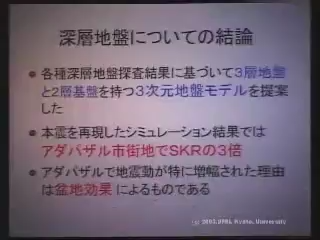 深層地盤についての結論
各種深層地盤探査結果に基づいて3層地盤
と2層基盤を持つ3次元地盤モデルを提案
した
本震を再現したシミュレーション結果では
アダパザル市街地でSKRの3倍
アダパザルで地震動が特に増幅された理由
は盆地効果によるものである
Kyoto, University